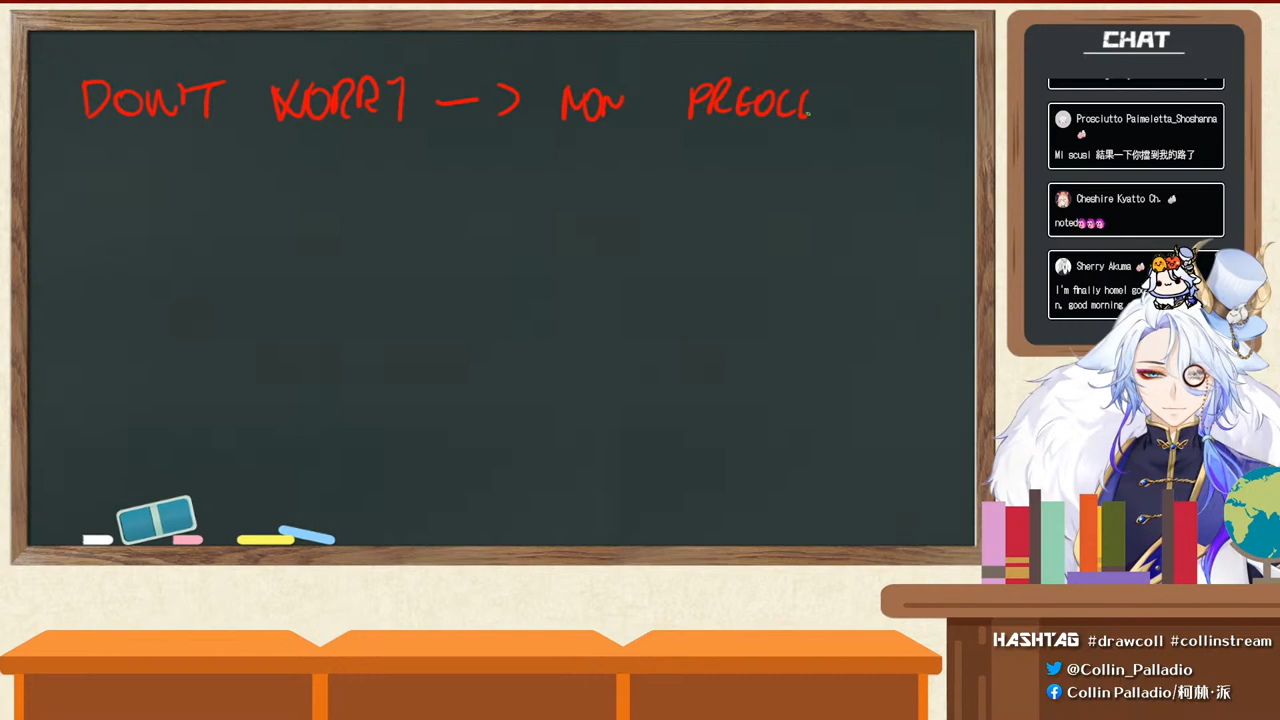 DON'T WORRY —> NON PREOCC
CHAT
Prosciutto Paimeletta_Shoshanna
Mi scusi 結果一下你擋到我的路了
Cheshire Kyatto Ch.
noted
Sherry Akuma
I'm finally home!
n, good morning
HASHTAG #drawcoll #collinstream
@Collin_Palladio
Collin Palladio/柯林·派